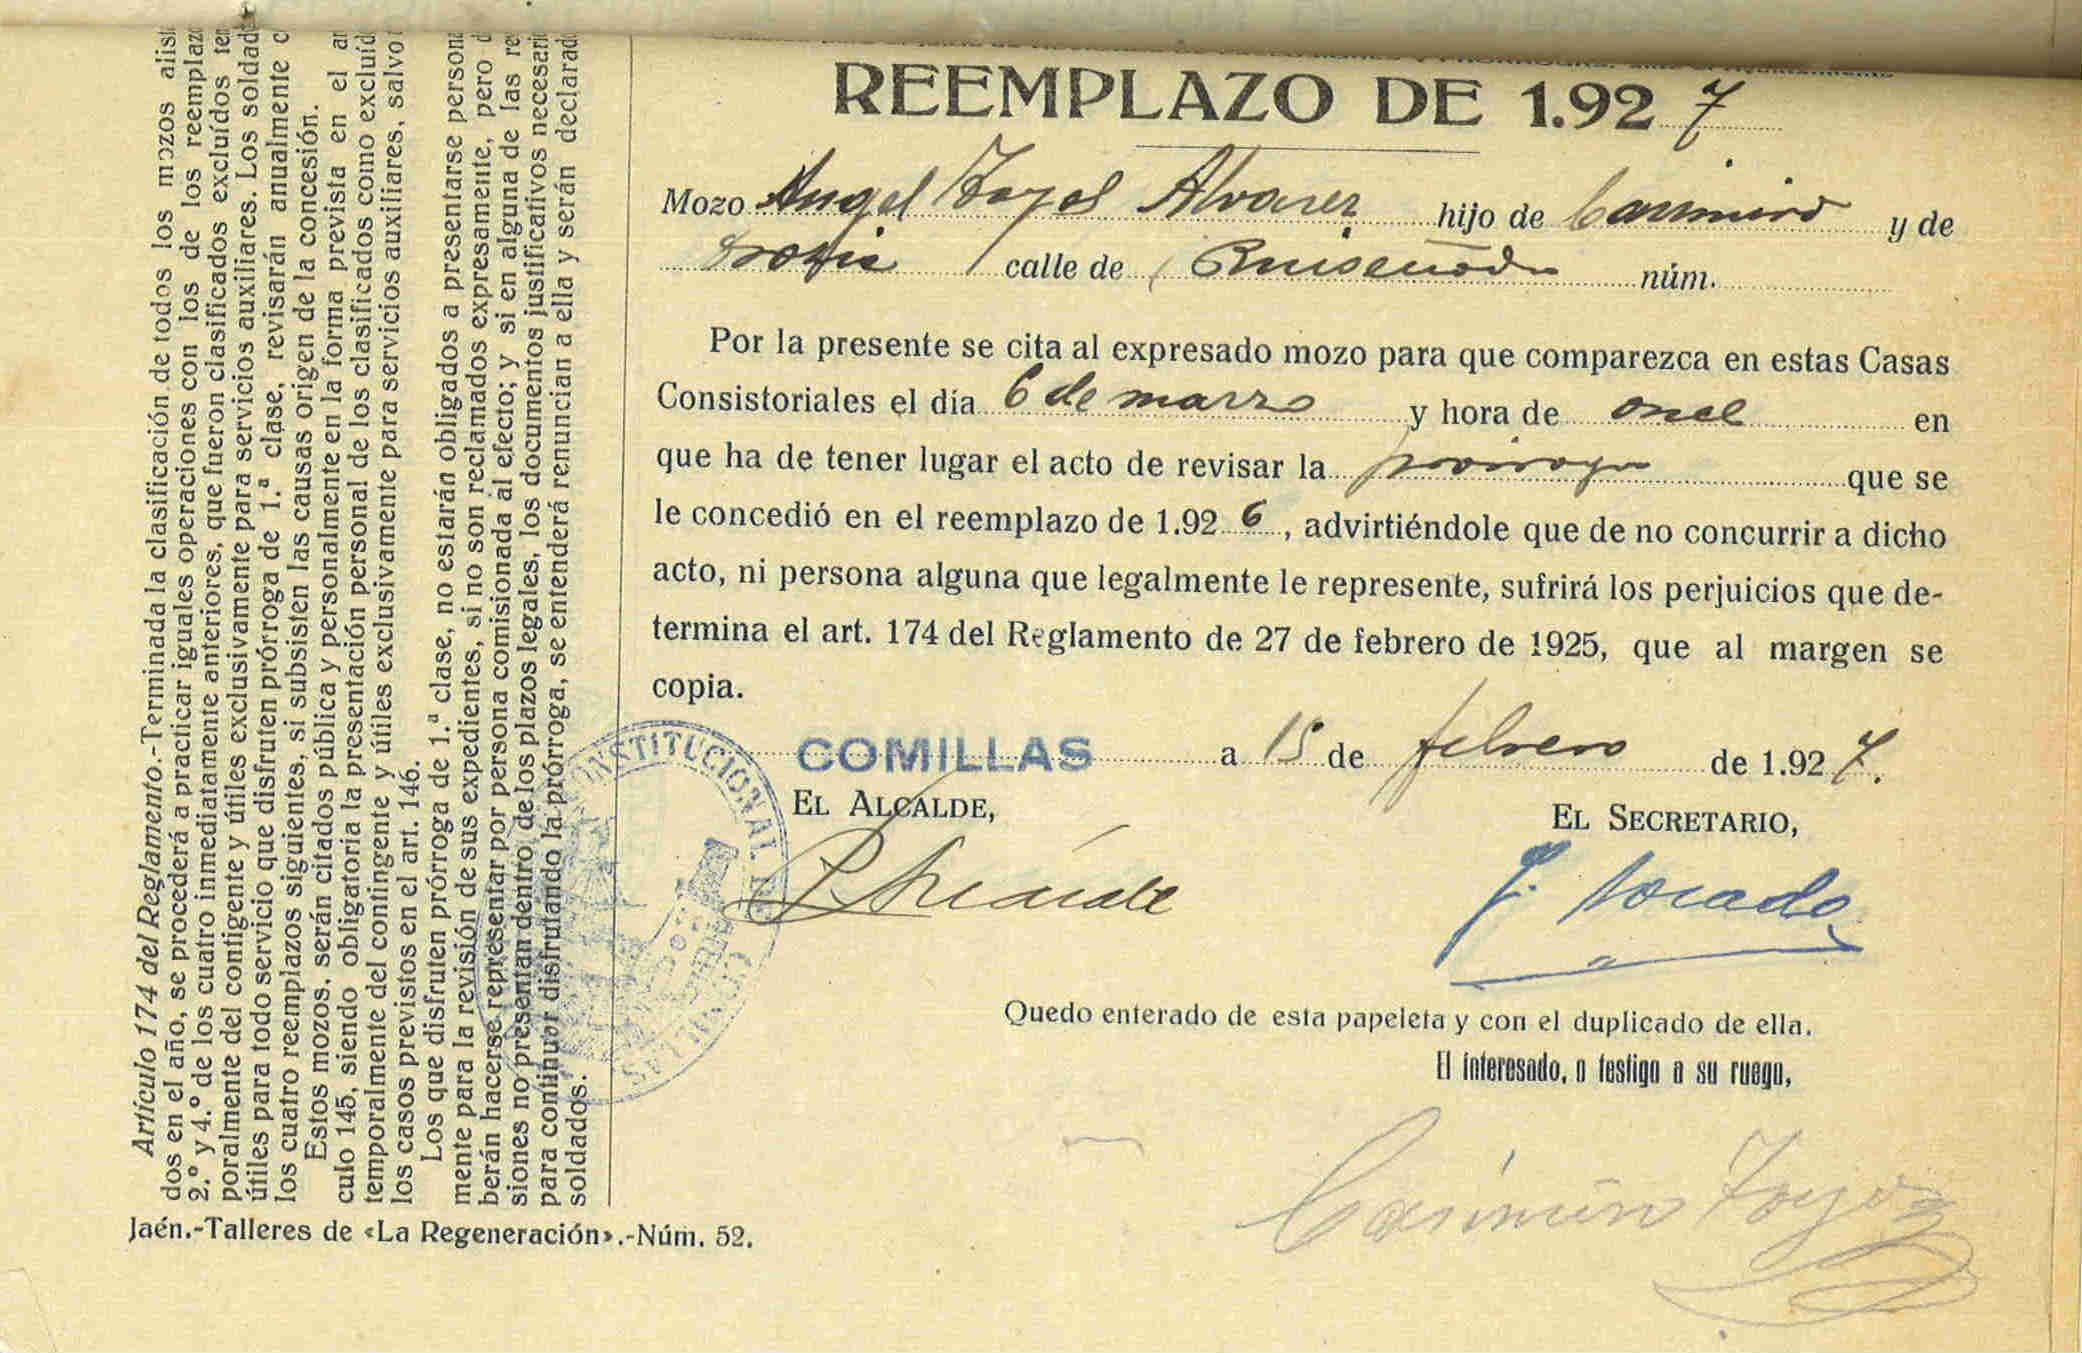 REEMPLAZO DE 1.927
Mozo Angel Foyos Alvarez hijo de Casimiro y de
calle de Ruiseñada núm.
Por la presente se cita al expresado mozo para que comparezca en estas Casas
Consistoriales el día 6 de marzo y hora de once en
que ha de tener lugar el acto de revisar la prórroga que se
le concedió en el reemplazo de 1.926, advirtiéndole que de no concurrir a dicho
acto, ni persona alguna que legalmente le represente, sufrirá los perjuicios que de-
termina el art. 174 del Reglamento de 27 de febrero de 1925, que al margen se
copia.
COMILLAS a 15 de febrero de 1.927.
EL ALCALDE,
EL SECRETARIO,
Quedo enterado de esta papeleta y con el duplicado de ella.
El interesado, o testigo a su ruego,
Casimiro Foyos
Artículo 174 del Reglamento.-Terminada la clasificación de todos los mozos alist
dos en el año, se procederá a practicar iguales operaciones con los de los reemplazo
2.º y 4.º de los cuatro inmediatamente anteriores, que fueron clasificados excluídos tem
poralmente del contigente y útiles exclusivamente para servicios auxiliares. Los soldado
útiles para todo servicio que disfruten prórroga de 1.ª clase, revisarán anualmente c
los cuatro reemplazos siguientes, si subsisten las causas origen de la concesión.
Estos mozos, serán citados pública y personalmente en la forma prevista en el ar
culo 145, siendo obligatoria la presentación personal de los clasificados como excluíd
temporalmente del contingente y útiles exclusivamente para servicios auxiliares, salvo
los casos previstos en el art. 146.
Los que disfruten prórroga de 1.ª clase, no estarán obligados a presentarse persona
mente para la revisión de sus expedientes, si no son reclamados expresamente, pero d
berán hacerse representar por persona comisionada al efecto; y si en alguna de las re
siones no presentan dentro de los plazos legales, los documentos justificativos necesari
para continuar disfrutando la prórroga, se entenderá renuncian a ella y serán declarado
soldados.
Jaén.-Talleres de «La Regeneración».-Núm. 52.